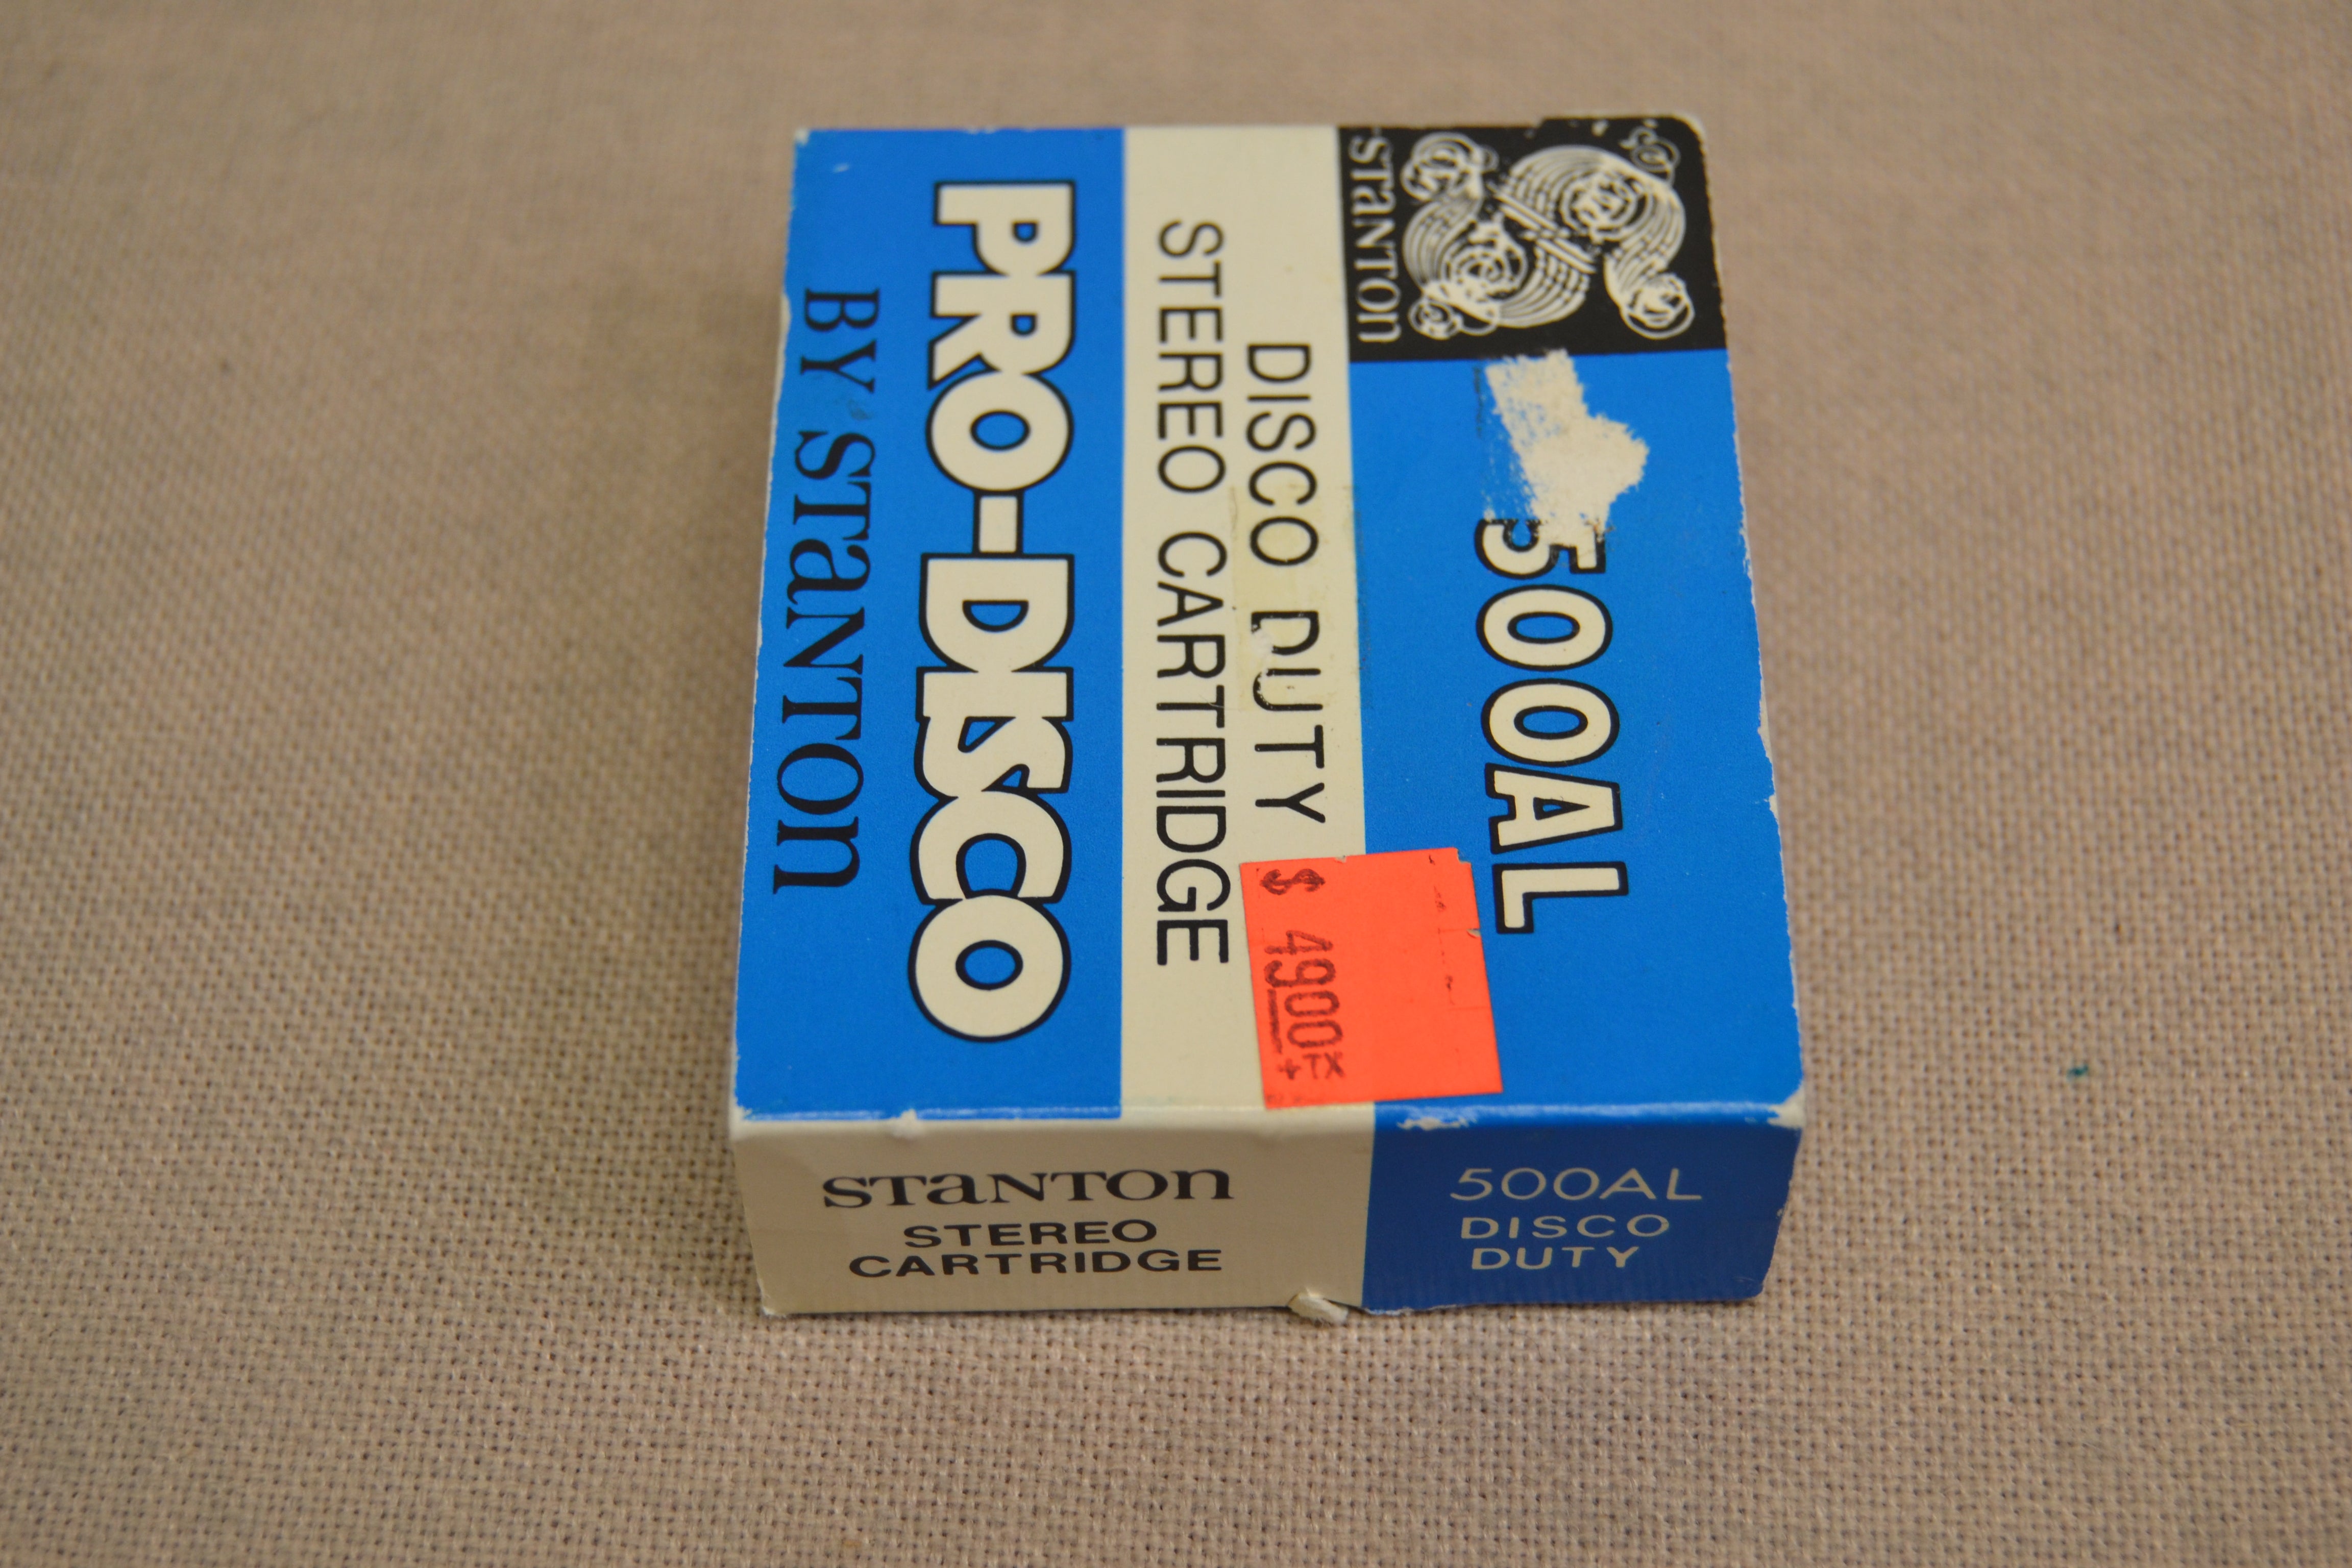 STANTON
500AL
DISCO DUTY
STEREO CARTRIDGE
PRO-DISCO
BY STANTON
$ 4900
STANTON
STEREO
CARTRIDGE
500AL
DISCO
DUTY